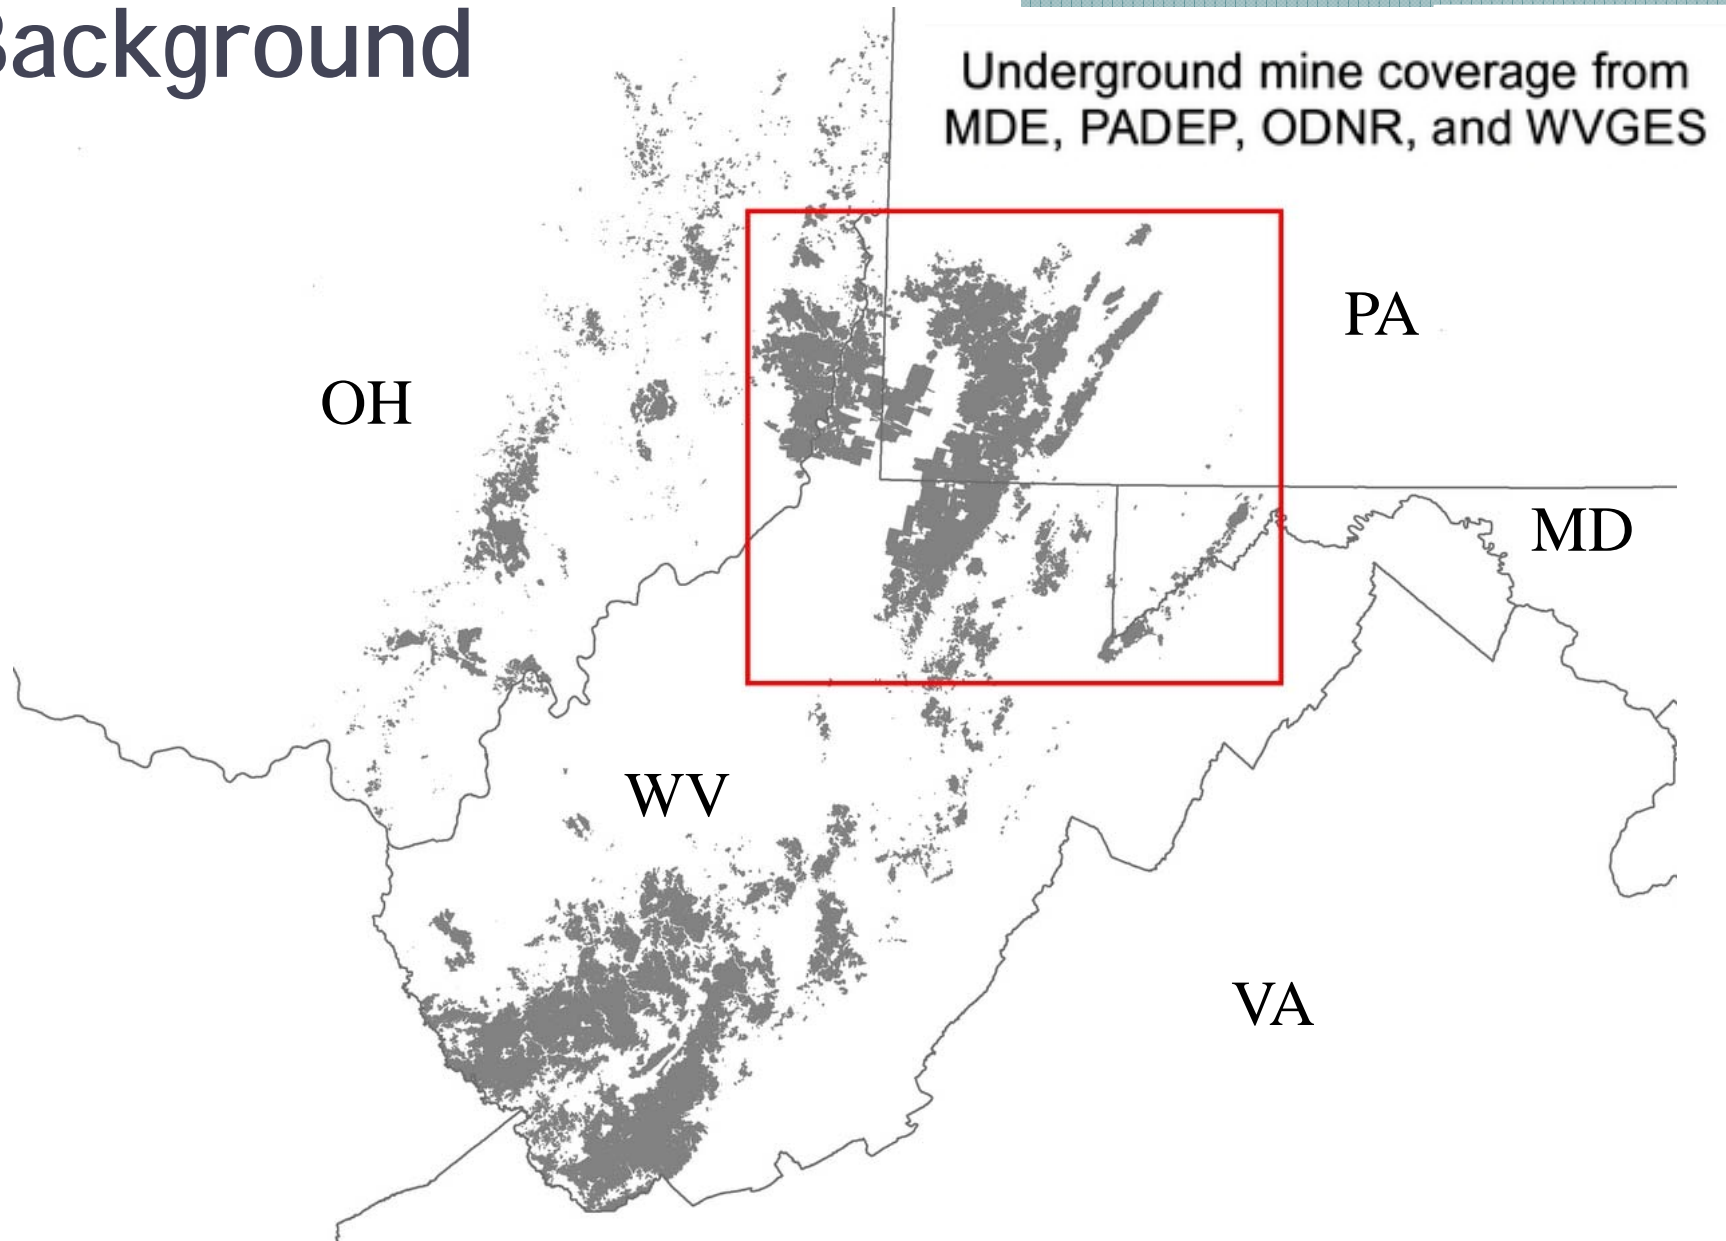 Background
Underground mine coverage from
MDE, PADEP, ODNR, and WVGES
PA
OH
MD
WV
VA